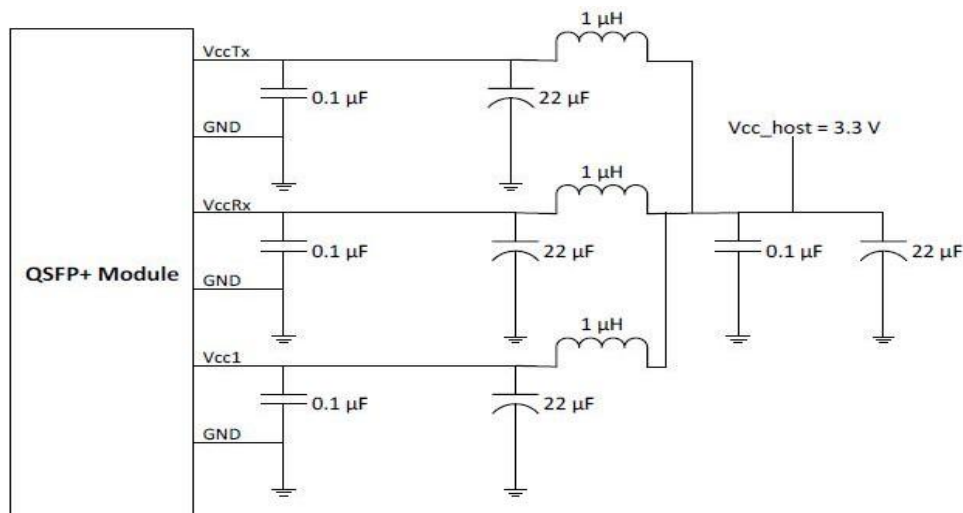 1 µH
VccTx
0.1 µF
22 µF
GND
Vcc_host = 3.3 V
1 µH
VccRx
0.1 µF
22 µF
0.1 µF
22 µF
QSFP+ Module
GND
1 µH
Vcc1
0.1 µF
22 µF
GND